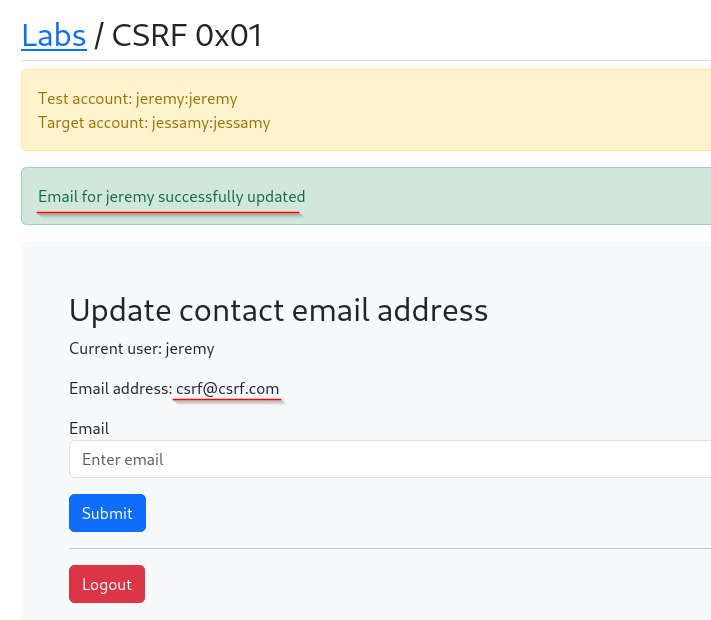 Labs / CSRF 0x01
Test account: jeremy:jeremy
Target account: jessamy:jessamy
Email for jeremy successfully updated
Update contact email address
Current user: jeremy
Email address: csrf@csrf.com
Email
Enter email
Submit
Logout